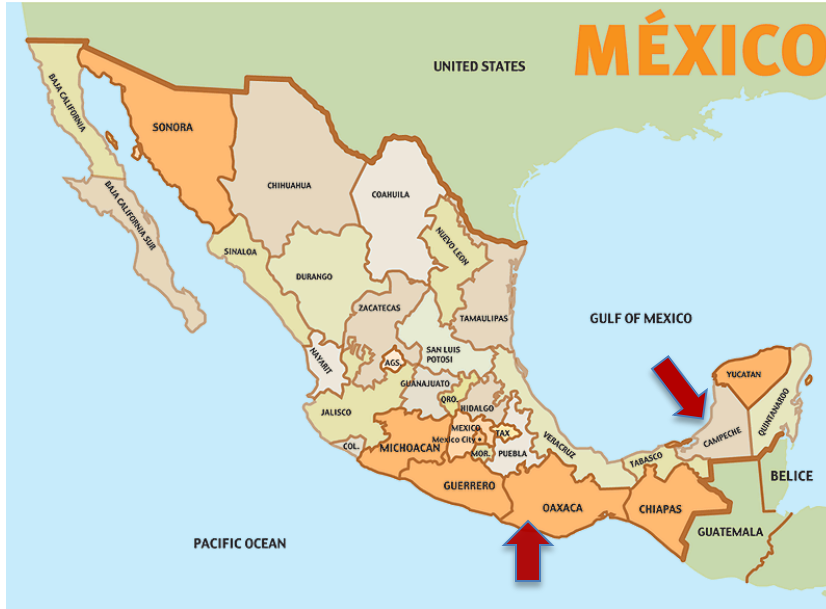 MÉXICO
UNITED STATES
BAJA CALIFORNIA
SONORA
CHIHUAHUA
COAHUILA
BAJA CALIFORNIA SUR
SINALOA
NUEVO LEON
DURANGO
ZACATECAS
TAMAULIPAS
GULF OF MEXICO
NAYARIT
AGS.
SAN LUIS
POTOSI
YUCATAN
GUANAJUATO
QRO.
HIDALGO
JALISCO
QUINTANAROO
MEXICO
TAX
Mexico City
COL.
MICHOACAN
MOR.
PUEBLA
VERACRUZ
CAMPECHE
TABASCO
BELICE
GUERRERO
OAXACA
CHIAPAS
GUATEMALA
PACIFIC OCEAN